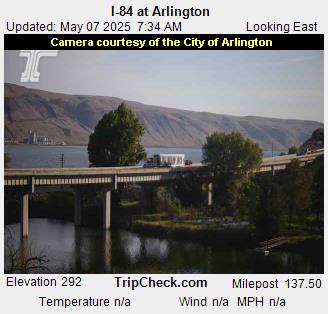 I-84 at Arlington
Updated: May 07 2025 7:34 AM Looking East
Camera courtesy of the City of Arlington
Elevation 292 TripCheck.com Milepost 137.50
Temperature n/a Wind n/a MPH n/a